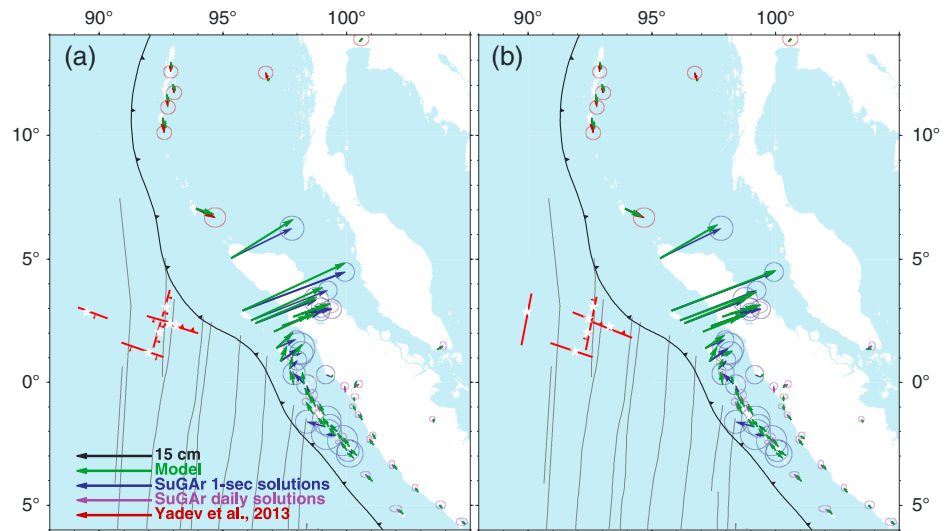 90° 95° 100° 90° 95° 100°
(a) (b)
10° 10°
5° 5°
0° 0°
15 cm
Model
SuGAr 1-sec solutions
SuGAr daily solutions
Yadev et al., 2013
5° 5°